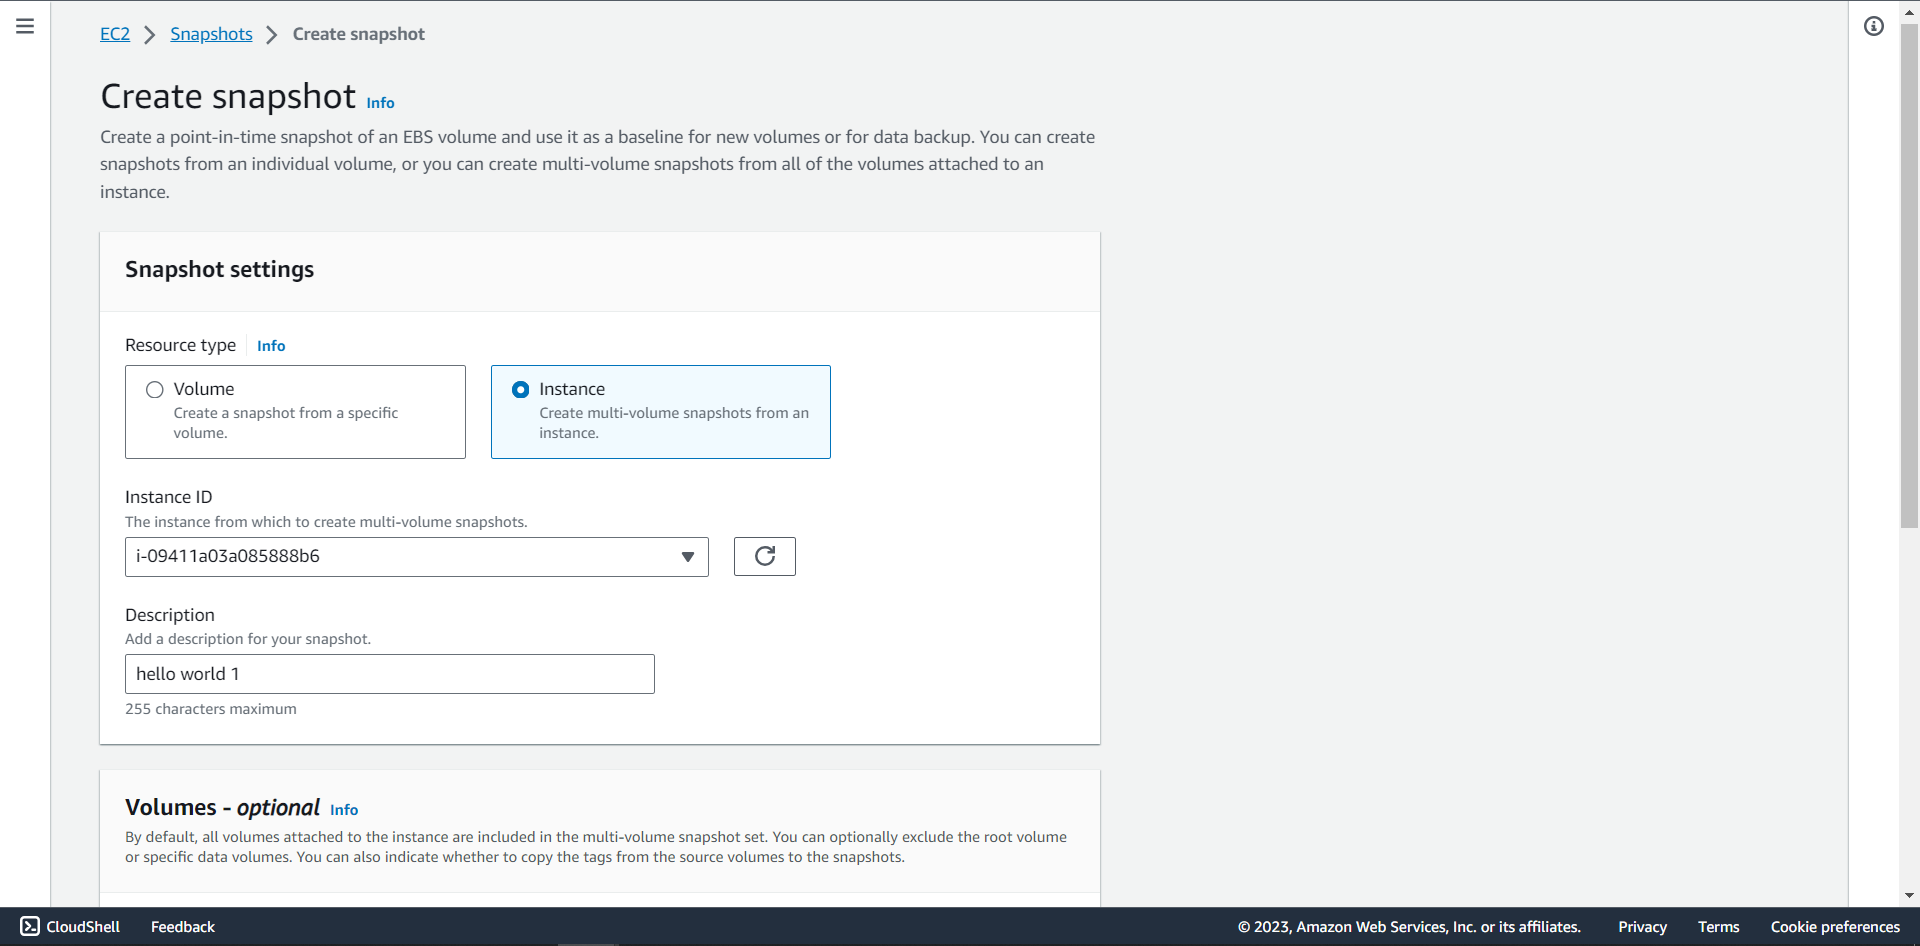 EC2 Snapshots Create snapshot
Create snapshot Info
Create a point-in-time snapshot of an EBS volume and use it as a baseline for new volumes or for data backup. You can create
snapshots from an individual volume, or you can create multi-volume snapshots from all of the volumes attached to an
instance.
Snapshot settings
Resource type Info
Volume
Create a snapshot from a specific
volume.
Instance
Create multi-volume snapshots from an
instance.
Instance ID
The instance from which to create multi-volume snapshots.
i-09411a03a085888b6
Description
Add a description for your snapshot.
hello world 1
255 characters maximum
Volumes - optional Info
By default, all volumes attached to the instance are included in the multi-volume snapshot set. You can optionally exclude the root volume
or specific data volumes. You can also indicate whether to copy the tags from the source volumes to the snapshots.
CloudShell Feedback © 2023, Amazon Web Services, Inc. or its affiliates. Privacy Terms Cookie preferences